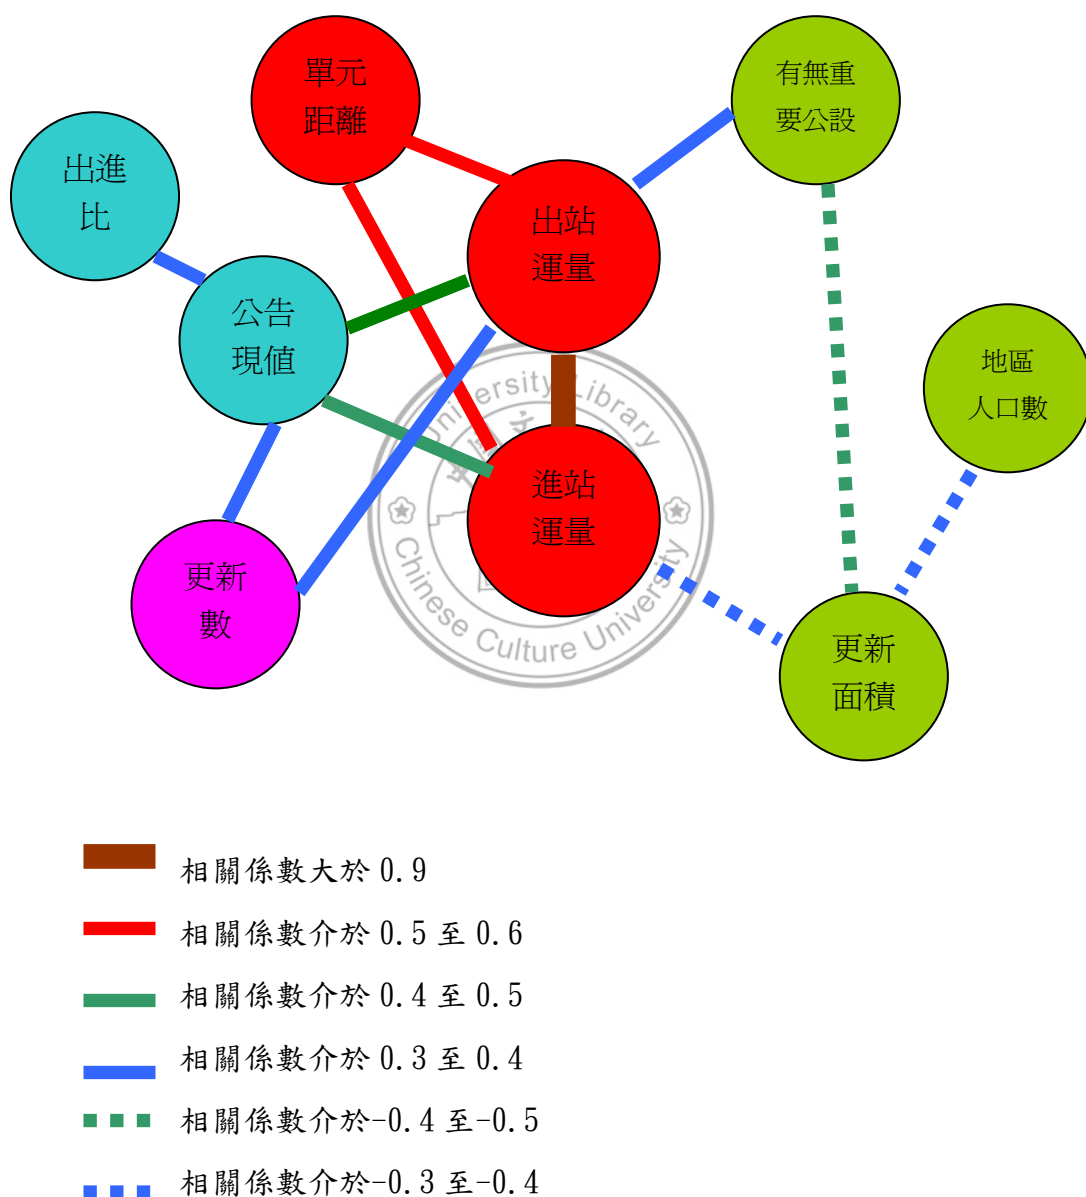 單元
距離
有無重
要公設
出進
比
出站
運量
公告
現值
地區
人口數
進站
運量
更新
數
更新
面積
University Library
Chinese Culture University
相關係數大於 0.9
相關係數介於 0.5 至 0.6
相關係數介於 0.4 至 0.5
相關係數介於 0.3 至 0.4
相關係數介於-0.4 至-0.5
相關係數介於-0.3 至-0.4